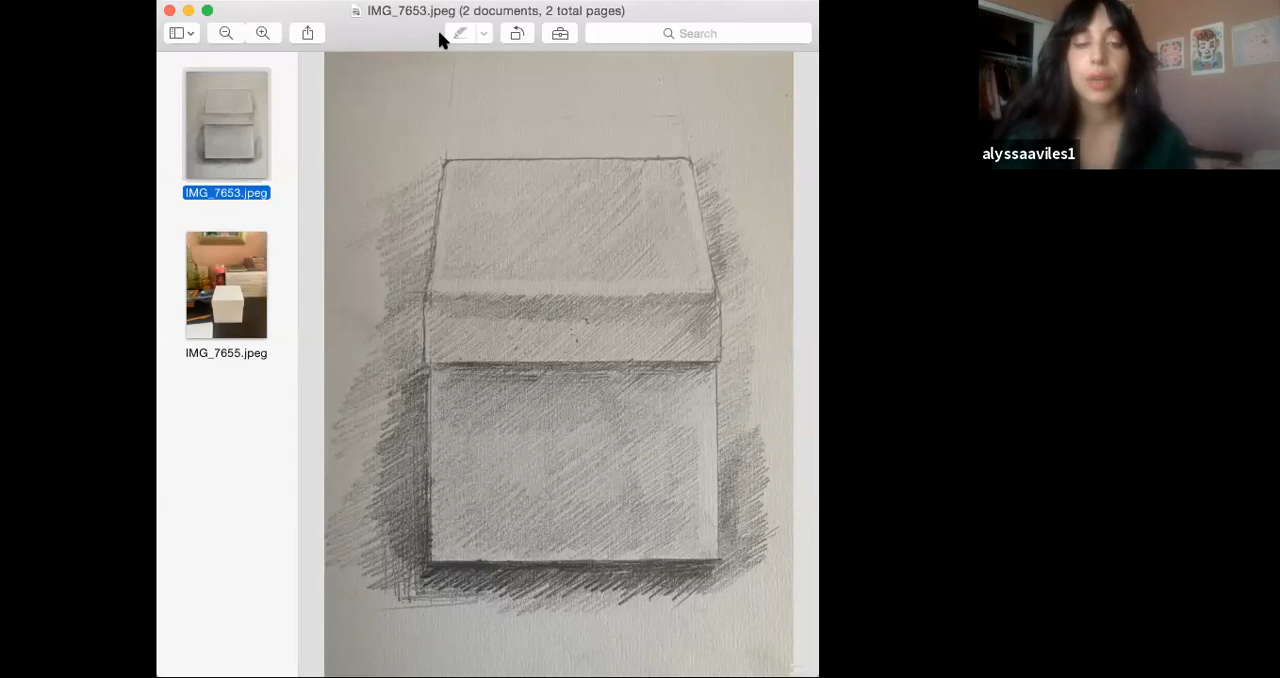 IMG_7653.jpeg (2 documents, 2 total pages)
Search
alyssaaviles1
IMG_7653.jpeg
IMG_7655.jpeg